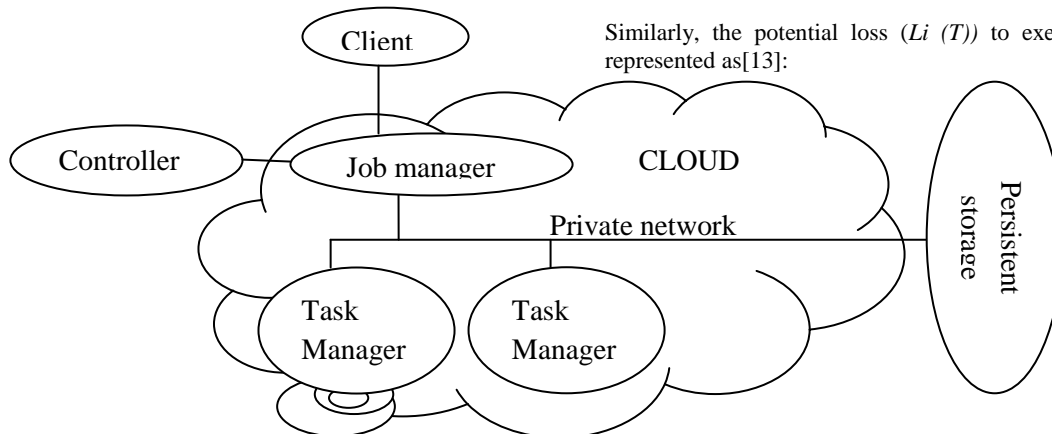 Similarly, the potential loss (Li (T)) to exe
represented as[13]:
Client
Controller
Job manager
CLOUD
Private network
Persistent
storage
Task
Manager
Task
Manager